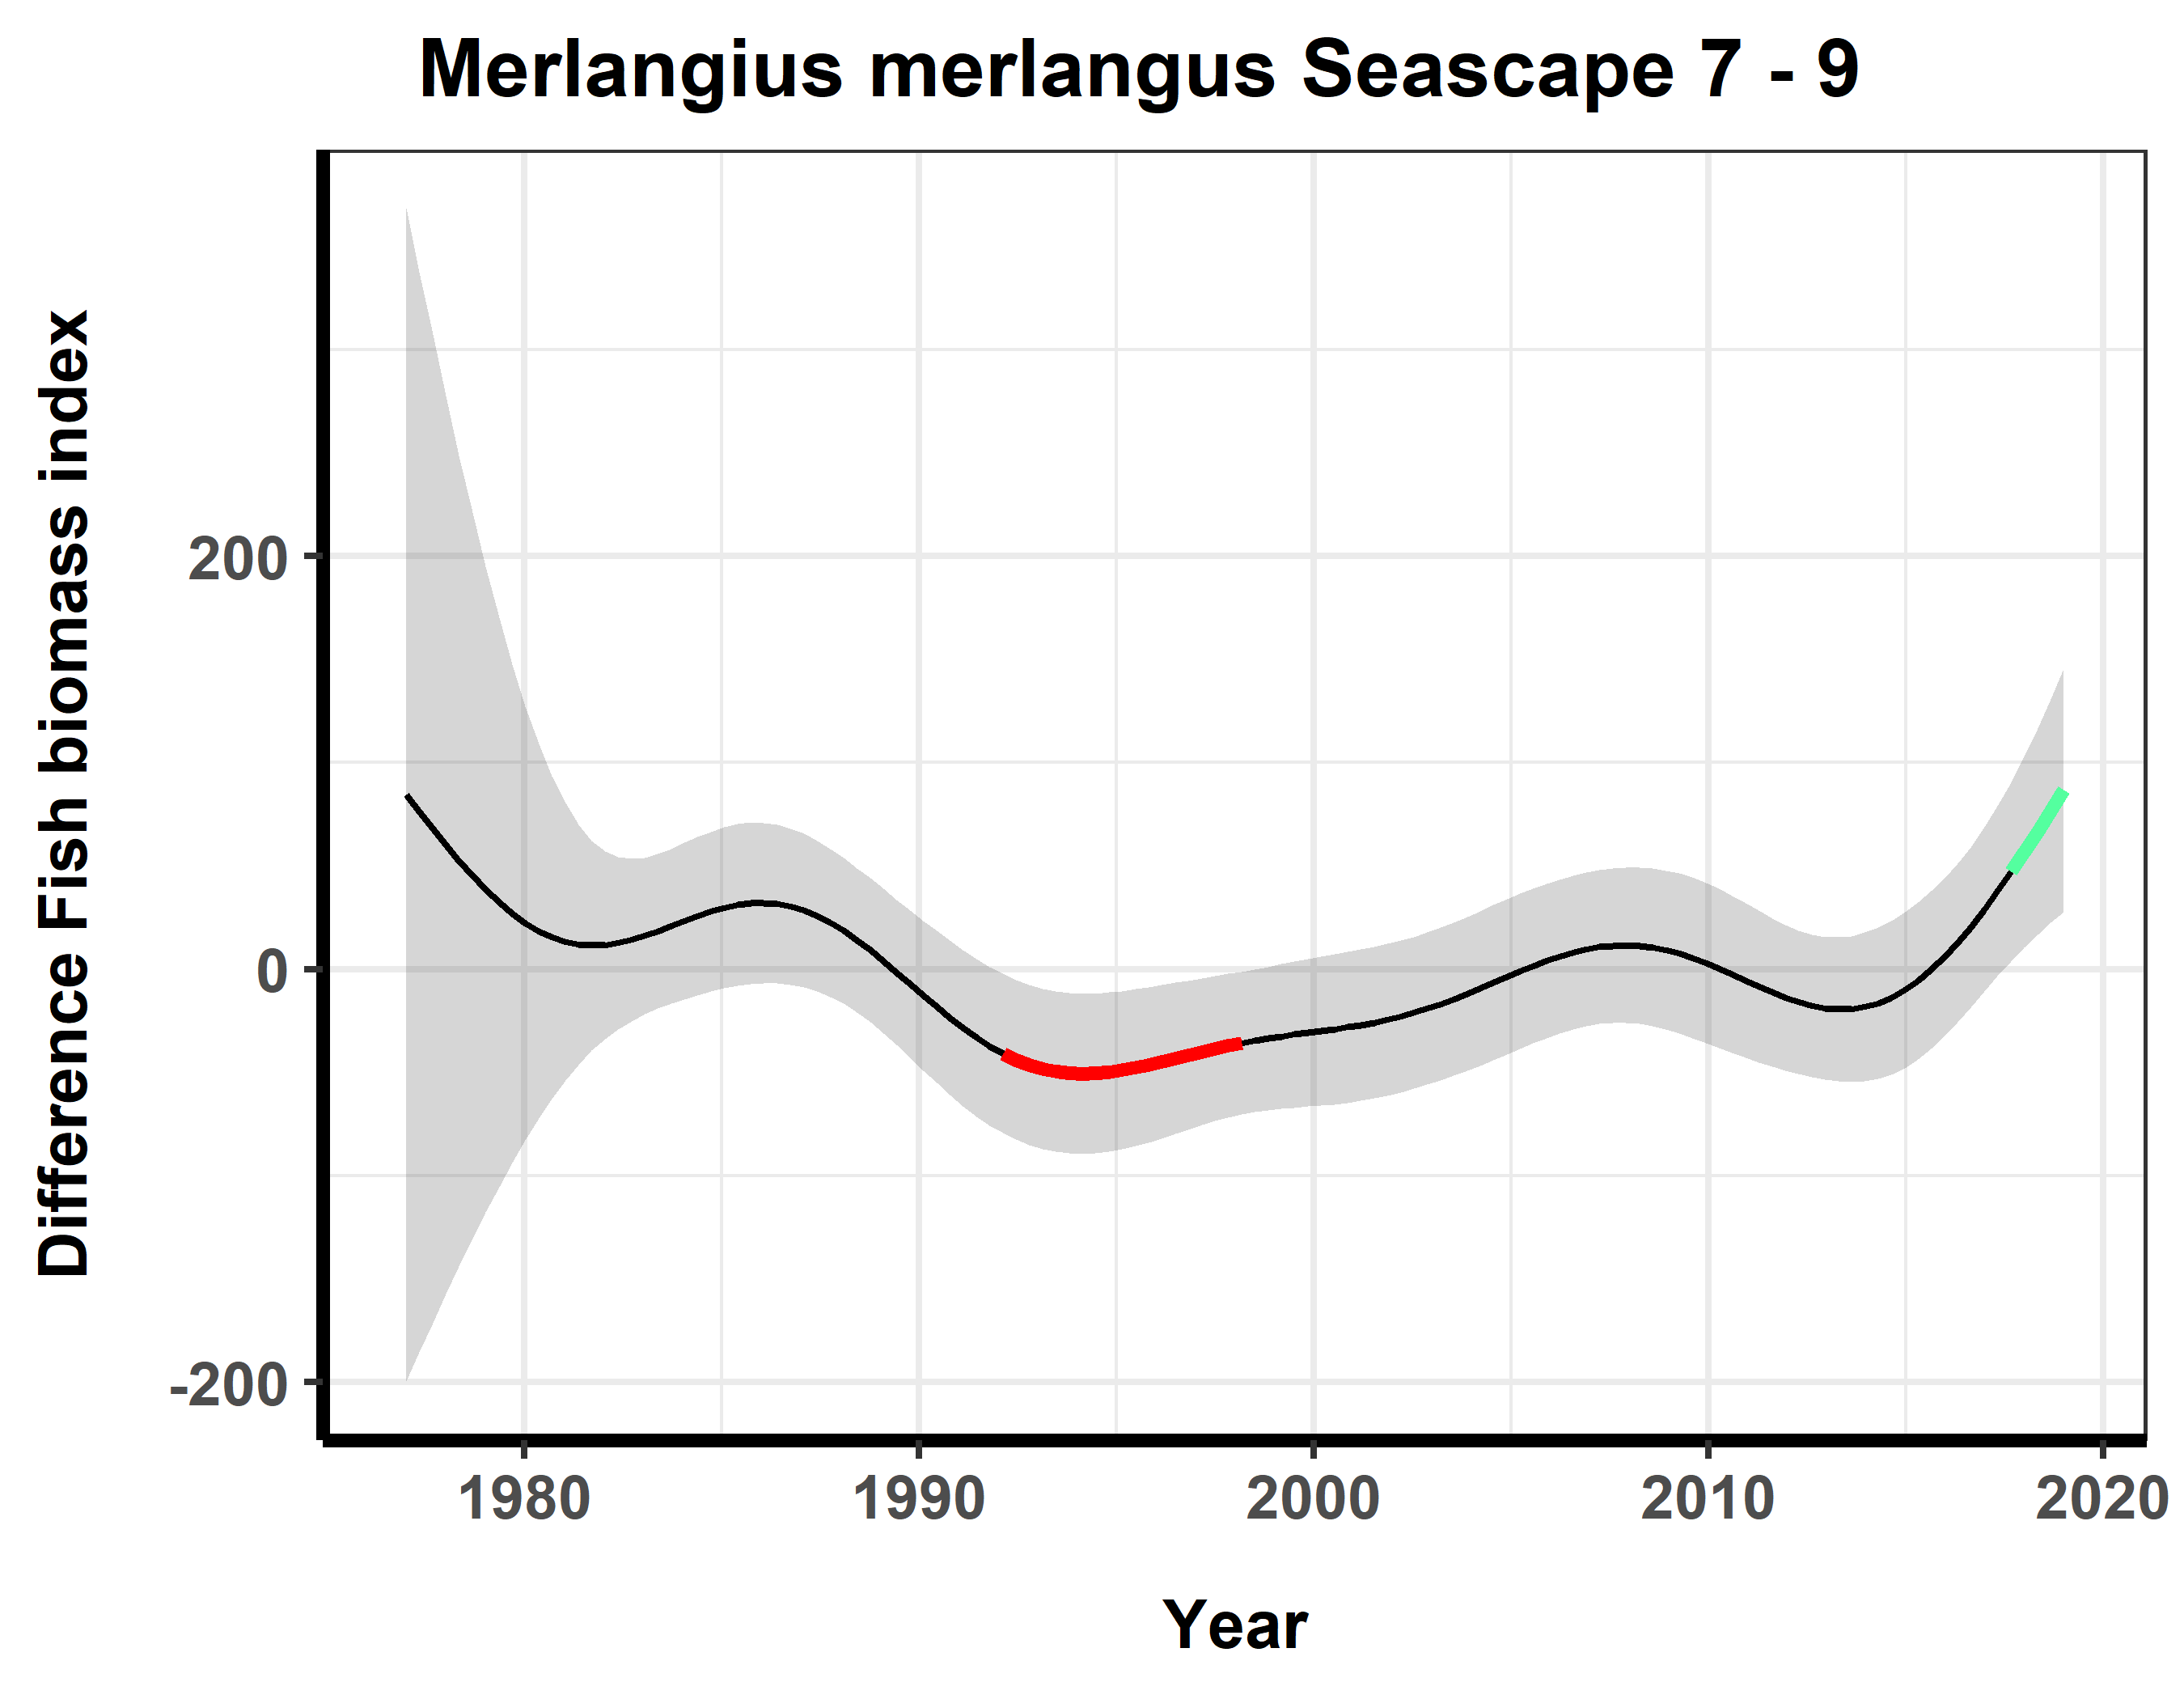 Merlangius merlangus Seascape 7 - 9
Difference Fish biomass index
200
0
-200
1980 1990 2000 2010 2020
Year